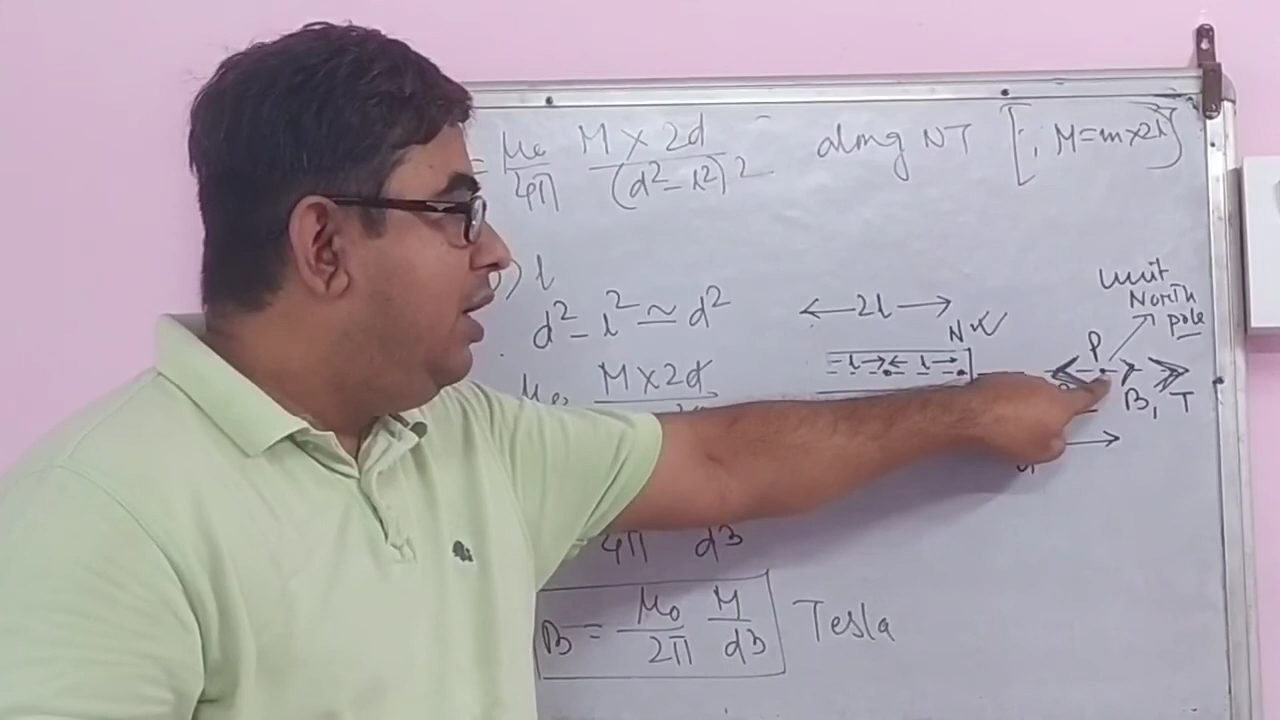 = μ₀/4π M×2d/(d²-l²)² along NT [∵ M=m×2l]
) l
d²-l² ≃ d²
M×2d
←2l→
N
l l
Unit
North
pole
P
B₁ T
4π d3
B = μ₀/2π M/d3 Tesla